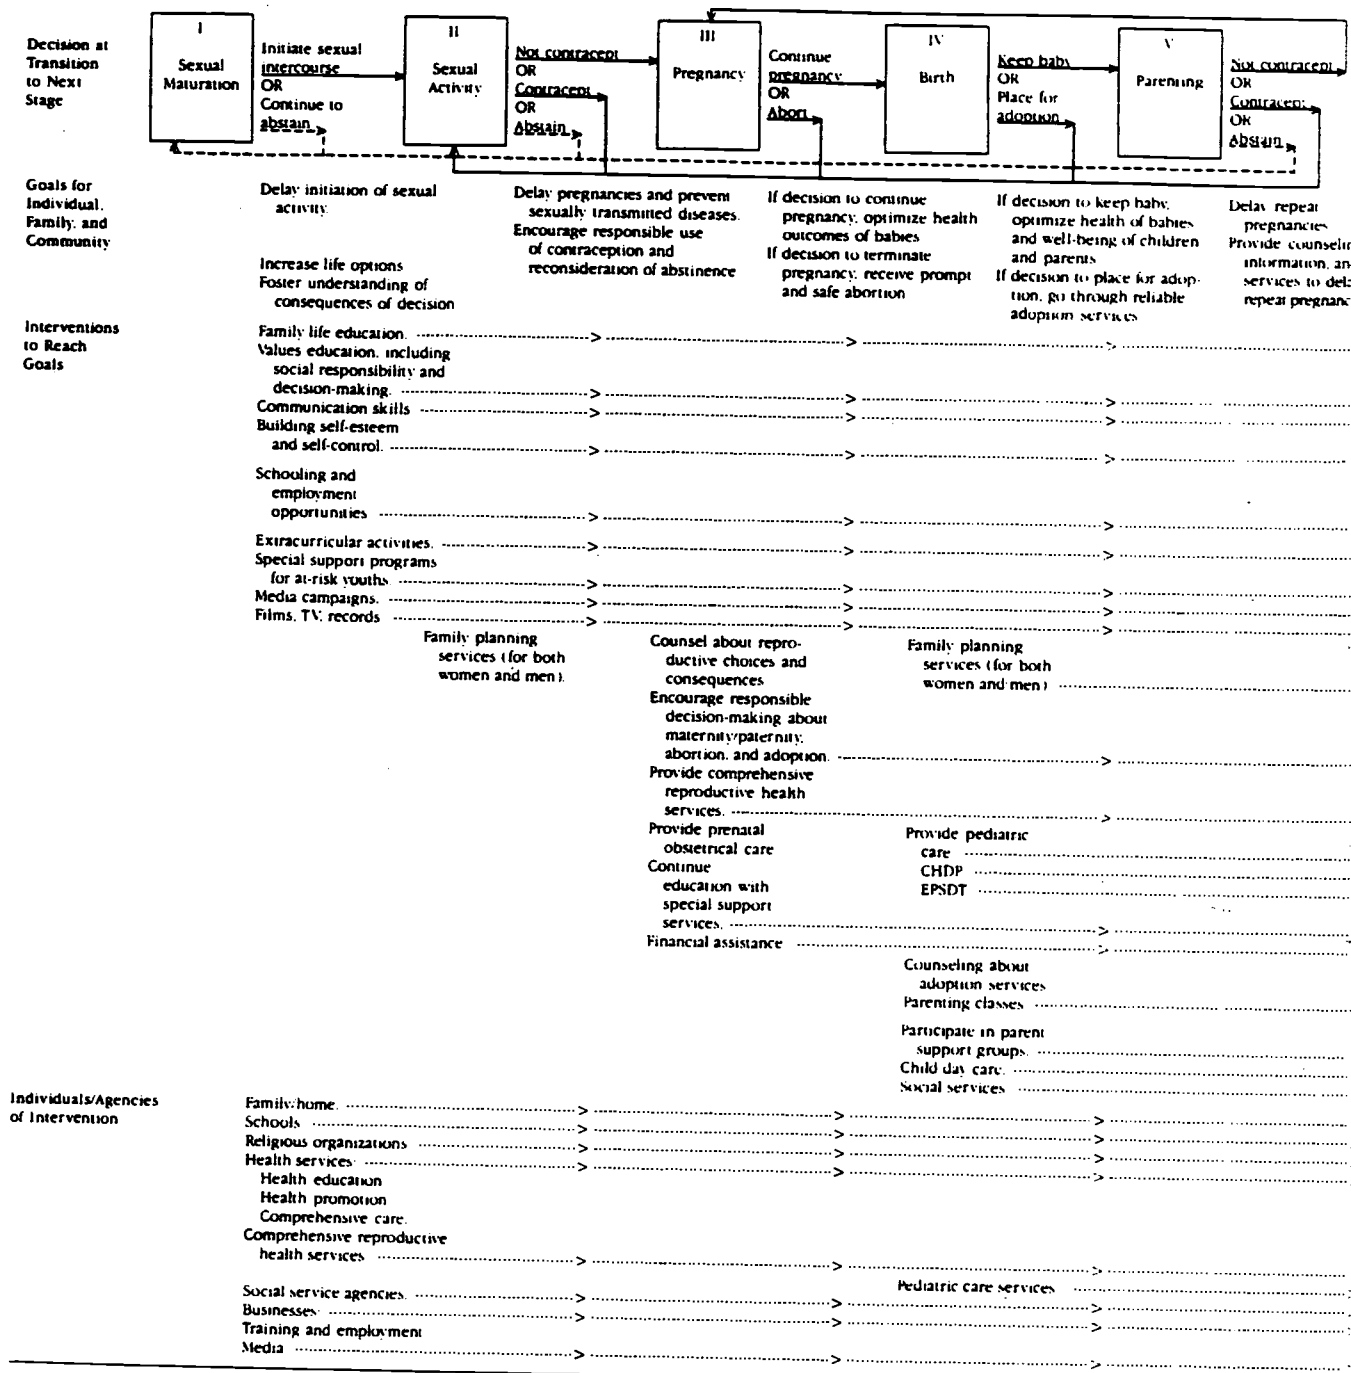 Decision at
Transition
to Next
Stage
I
Sexual
Maturation
Initiate sexual
intercourse
OR
Continue to
abstain
II
Sexual
Activity
Not contracept
OR
Contracept
OR
Abstain
III
Pregnancy
Continue
pregnancy
OR
Abort
IV
Birth
Keep baby
OR
Place for
adoption
V
Parenting
Not contracept
OR
Contracept
OR
Abstain
Goals for
Individual,
Family, and
Community
Delay initiation of sexual
activity.
Increase life options
Foster understanding of
consequences of decision
Delay pregnancies and prevent
sexually transmitted diseases.
Encourage responsible use
of contraception and
reconsideration of abstinence
If decision to continue
pregnancy, optimize health
outcomes of babies
If decision to terminate
pregnancy, receive prompt
and safe abortion
If decision to keep baby,
optimize health of babies
and well-being of children
and parents
If decision to place for adop-
tion, go through reliable
adoption services
Delay repeat
pregnancies
Provide counselin
information, an
services to dela
repeat pregnanc
Interventions
to Reach
Goals
Family life education.
Values education, including
social responsibility and
decision-making.
Communication skills
Building self-esteem
and self-control.
Schooling and
employment
opportunities
Extracurricular activities.
Special support programs
for at-risk youths
Media campaigns.
Films, TV, records
Family planning
services (for both
women and men).
Counsel about repro-
ductive choices and
consequences
Encourage responsible
decision-making about
maternity/paternity,
abortion, and adoption.
Provide comprehensive
reproductive health
services.
Provide prenatal
obstetrical care
Continue
education with
special support
services.
Financial assistance
Family planning
services (for both
women and men)
Provide pediatric
care
CHDP
EPSDT
Counseling about
adoption services
Parenting classes
Participate in parent
support groups.
Child day care.
Social services
Individuals/Agencies
of Intervention
Family/home.
Schools
Religious organizations
Health services
Health education
Health promotion
Comprehensive care.
Comprehensive reproductive
health services
Pediatric care services
Social service agencies.
Businesses
Training and employment
Media